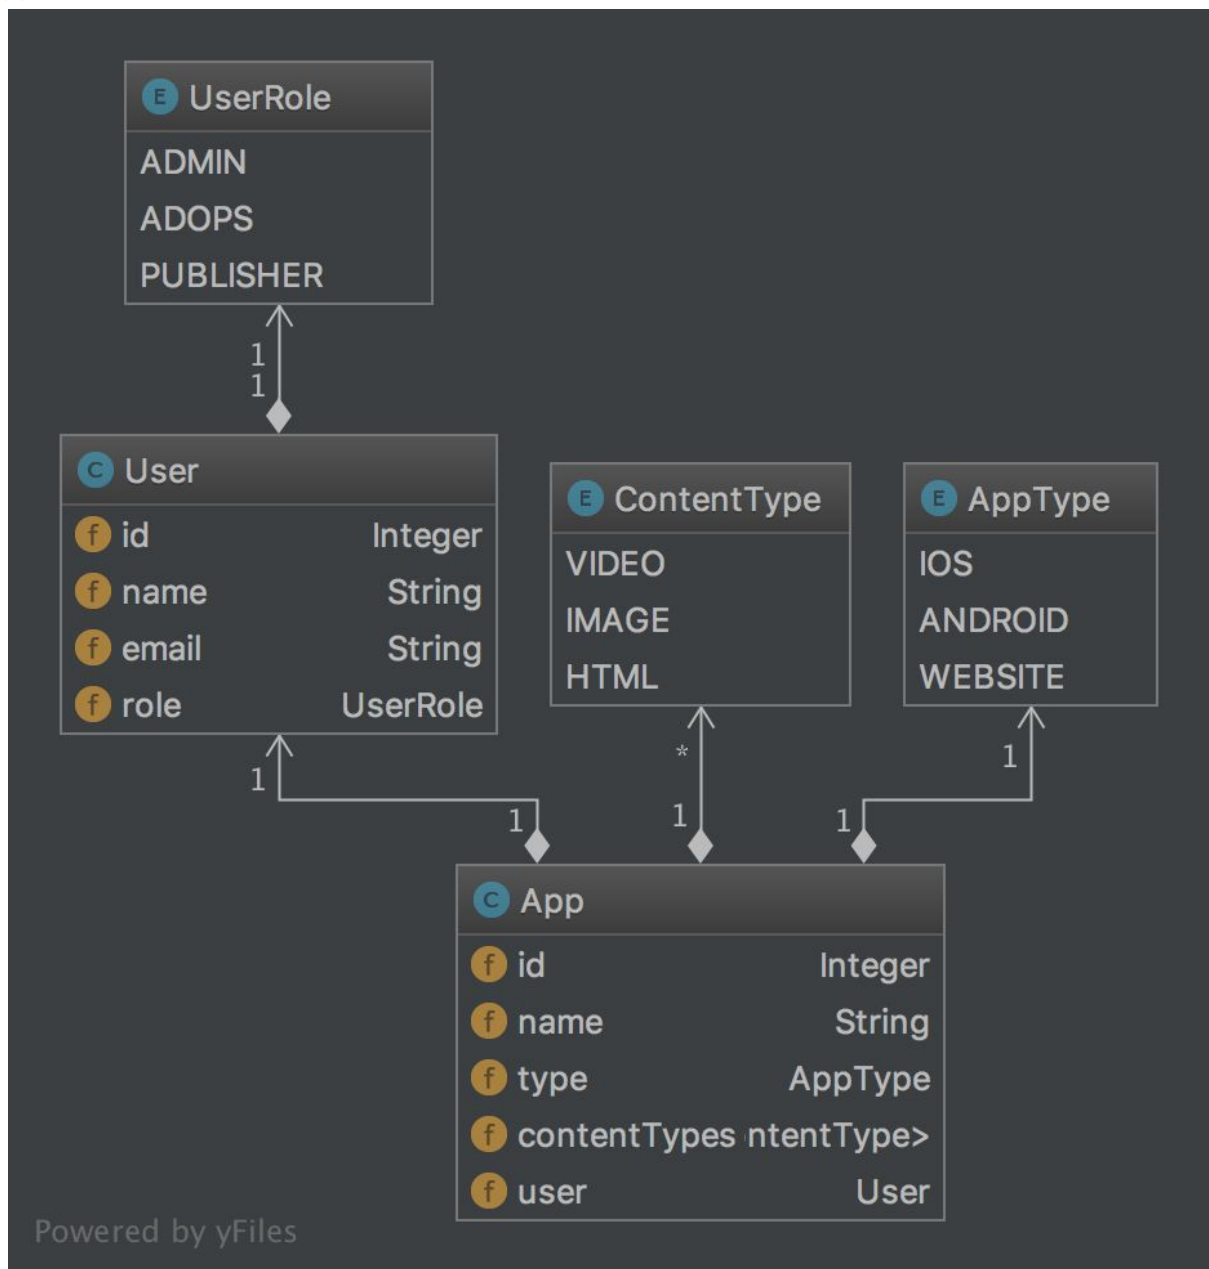 E UserRole
ADMIN
ADOPS
PUBLISHER
1
1
C User
f id Integer
f name String
f email String
f role UserRole
E ContentType
VIDEO
IMAGE
HTML
E AppType
IOS
ANDROID
WEBSITE
1
*
1
1
1
1
C App
f id Integer
f name String
f type AppType
f contentTypes ntentType>
f user User
Powered by yFiles